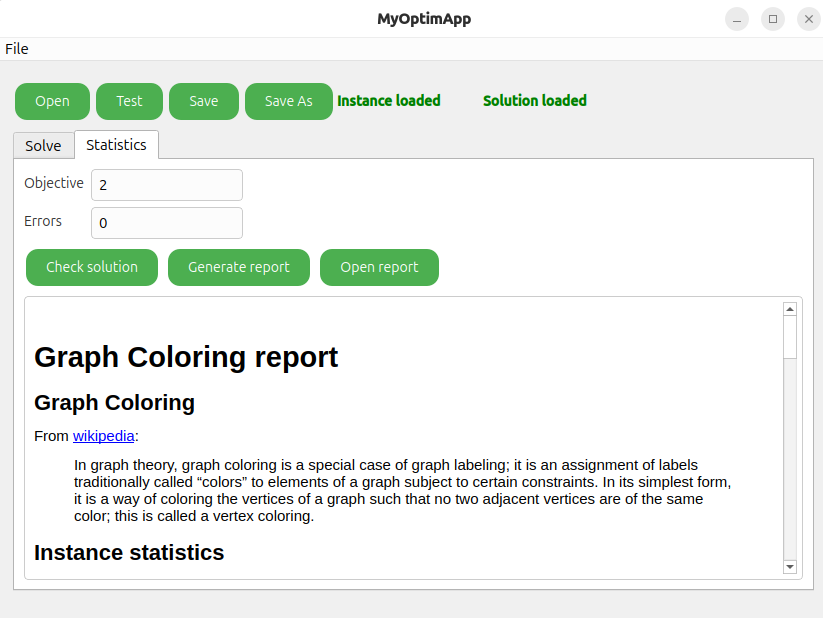 MyOptimApp
File
Open Test Save Save As Instance loaded Solution loaded
Solve Statistics
Objective 2
Errors 0
Check solution Generate report Open report
Graph Coloring report
Graph Coloring
From wikipedia:
In graph theory, graph coloring is a special case of graph labeling; it is an assignment of labels
traditionally called “colors” to elements of a graph subject to certain constraints. In its simplest form,
it is a way of coloring the vertices of a graph such that no two adjacent vertices are of the same
color; this is called a vertex coloring.
Instance statistics